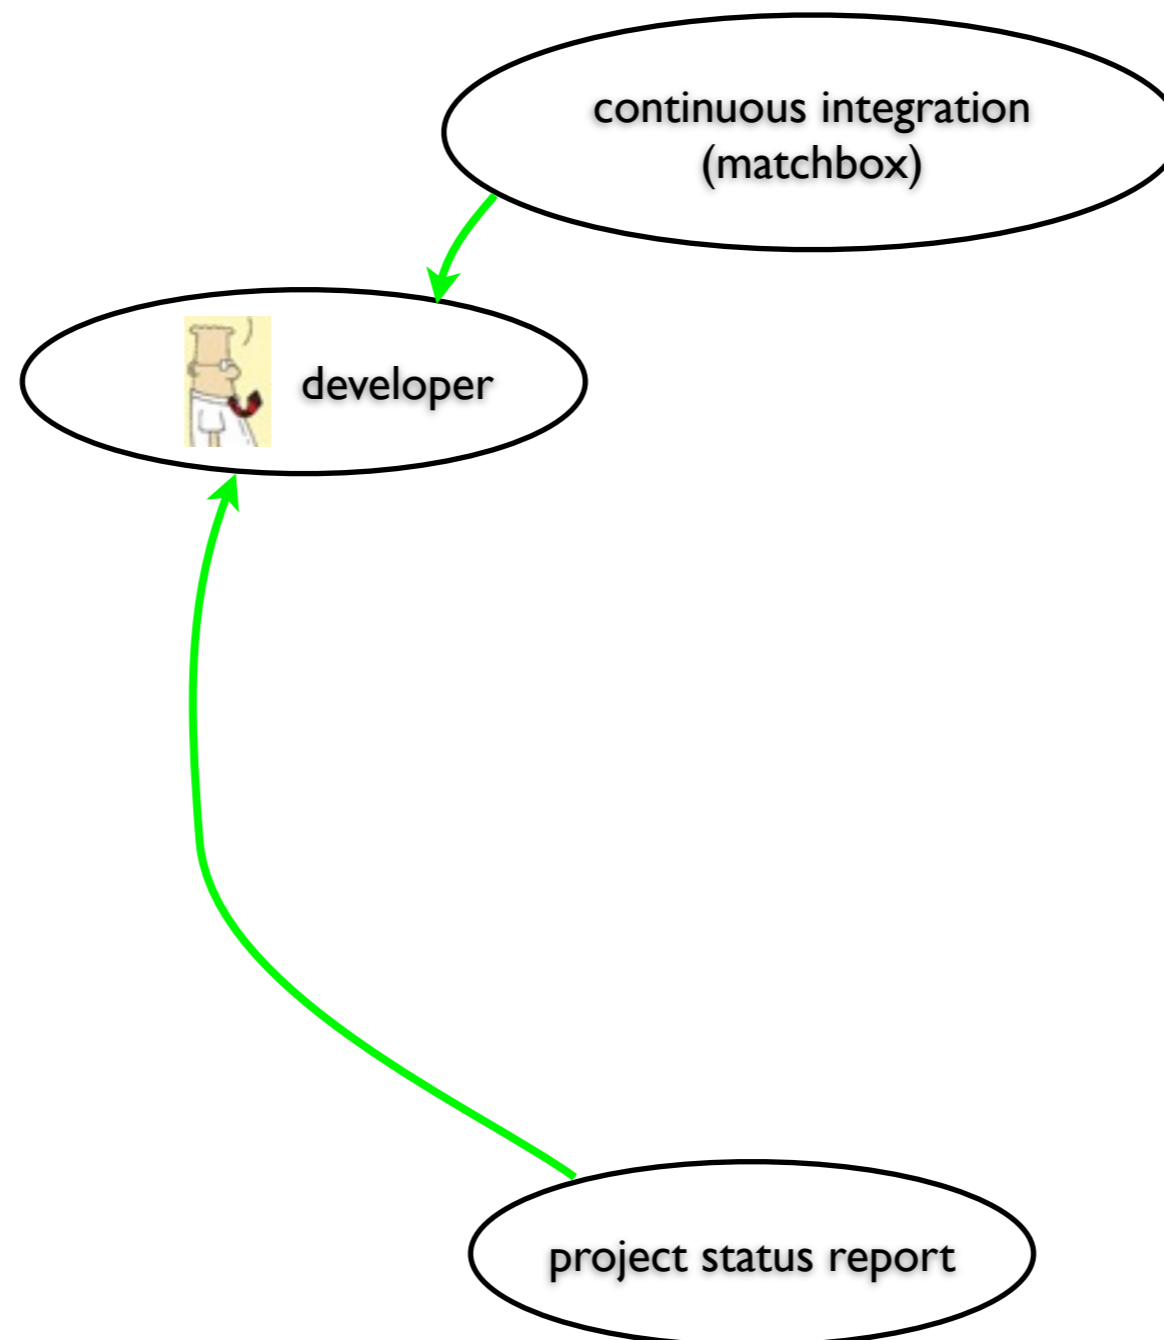 continuous integration
(matchbox)
developer
project status report